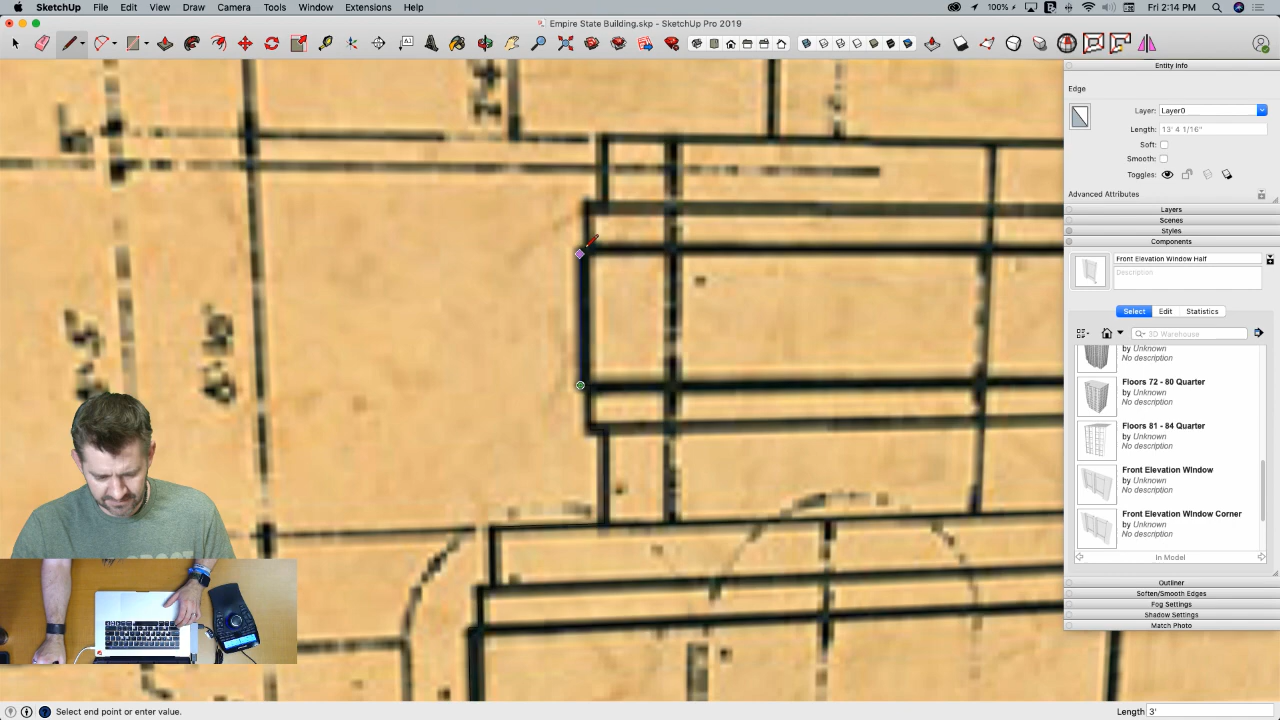 SketchUp File Edit View Draw Camera Tools Window Extensions Help
100% Fri 2:14 PM
Empire State Building.skp - SketchUp Pro 2019
Entity Info
Edge
Layer: Layer0
Length: 13' 4 1/16"
Soft:
Smooth:
Toggles:
Advanced Attributes
Layers
Scenes
Styles
Components
Front Elevation Window Half
Description
Select Edit Statistics
3D Warehouse
by Unknown
No description
Floors 72 - 80 Quarter
by Unknown
No description
Floors 81 - 84 Quarter
by Unknown
No description
Front Elevation WIndow
by Unknown
No description
Front Elevation WIndow Corner
by Unknown
No description
In Model
Outliner
Soften/Smooth Edges
Fog Settings
Shadow Settings
Match Photo
Select end point or enter value.
Length 3'